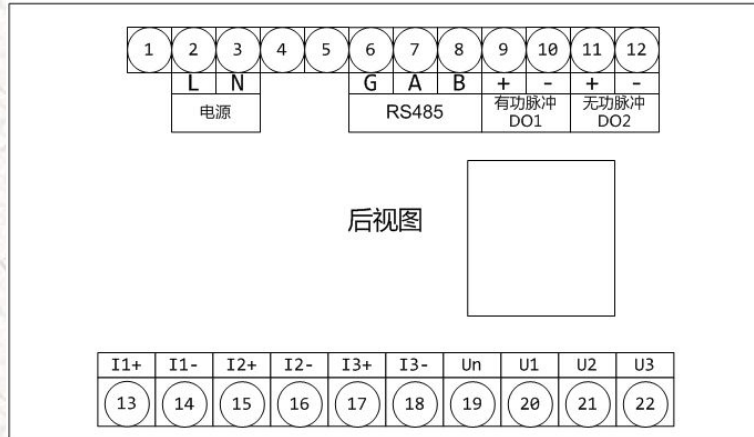 1 2 3 4 5 6 7 8 9 10 11 12
L N G A B + - + -
电源 RS485 有功脉冲 无功脉冲
DO1 DO2
后视图
I1+ I1- I2+ I2- I3+ I3- Un U1 U2 U3
13 14 15 16 17 18 19 20 21 22